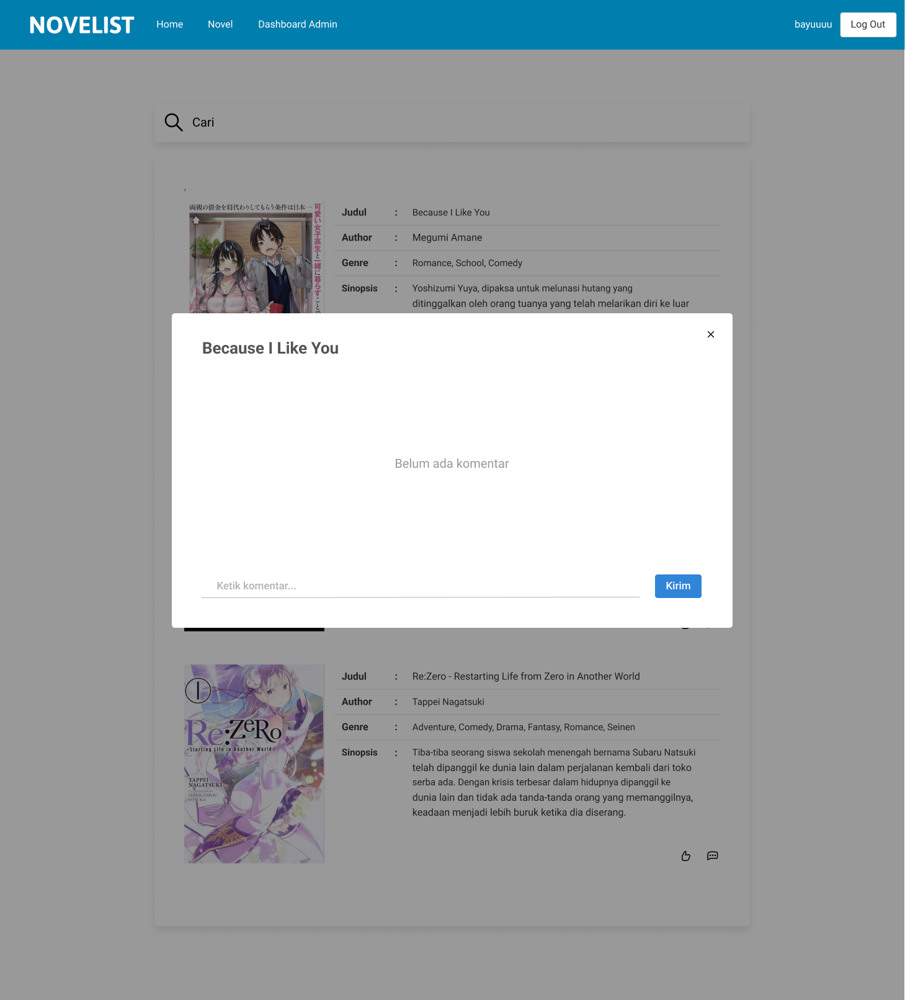 NOVELIST Home Novel Dashboard Admin bayuuuu Log Out
Cari
両親の借金を肩代わりしてもらう条件は日本一
可愛い女子高生と一緒に暮らすことで
Judul : Because I Like You
Author : Megumi Amane
Genre : Romance, School, Comedy
Sinopsis : Yoshizumi Yuya, dipaksa untuk melunasi hutang yang
ditinggalkan oleh orang tuanya yang telah melarikan diri ke luar
Because I Like You
Belum ada komentar
Ketik komentar...
Kirim
1
Re:ZeRo
-Starting Life in Another World-
TAPPEI
NAGATSUKI
ILLUSTRATION BY
SHINICHIROU
OTSUKA
Judul : Re:Zero - Restarting Life from Zero in Another World
Author : Tappei Nagatsuki
Genre : Adventure, Comedy, Drama, Fantasy, Romance, Seinen
Sinopsis : Tiba-tiba seorang siswa sekolah menengah bernama Subaru Natsuki
telah dipanggil ke dunia lain dalam perjalanan kembali dari toko
serba ada. Dengan krisis terbesar dalam hidupnya dipanggil ke
dunia lain dan tidak ada tanda-tanda orang yang memanggilnya,
keadaan menjadi lebih buruk ketika dia diserang.